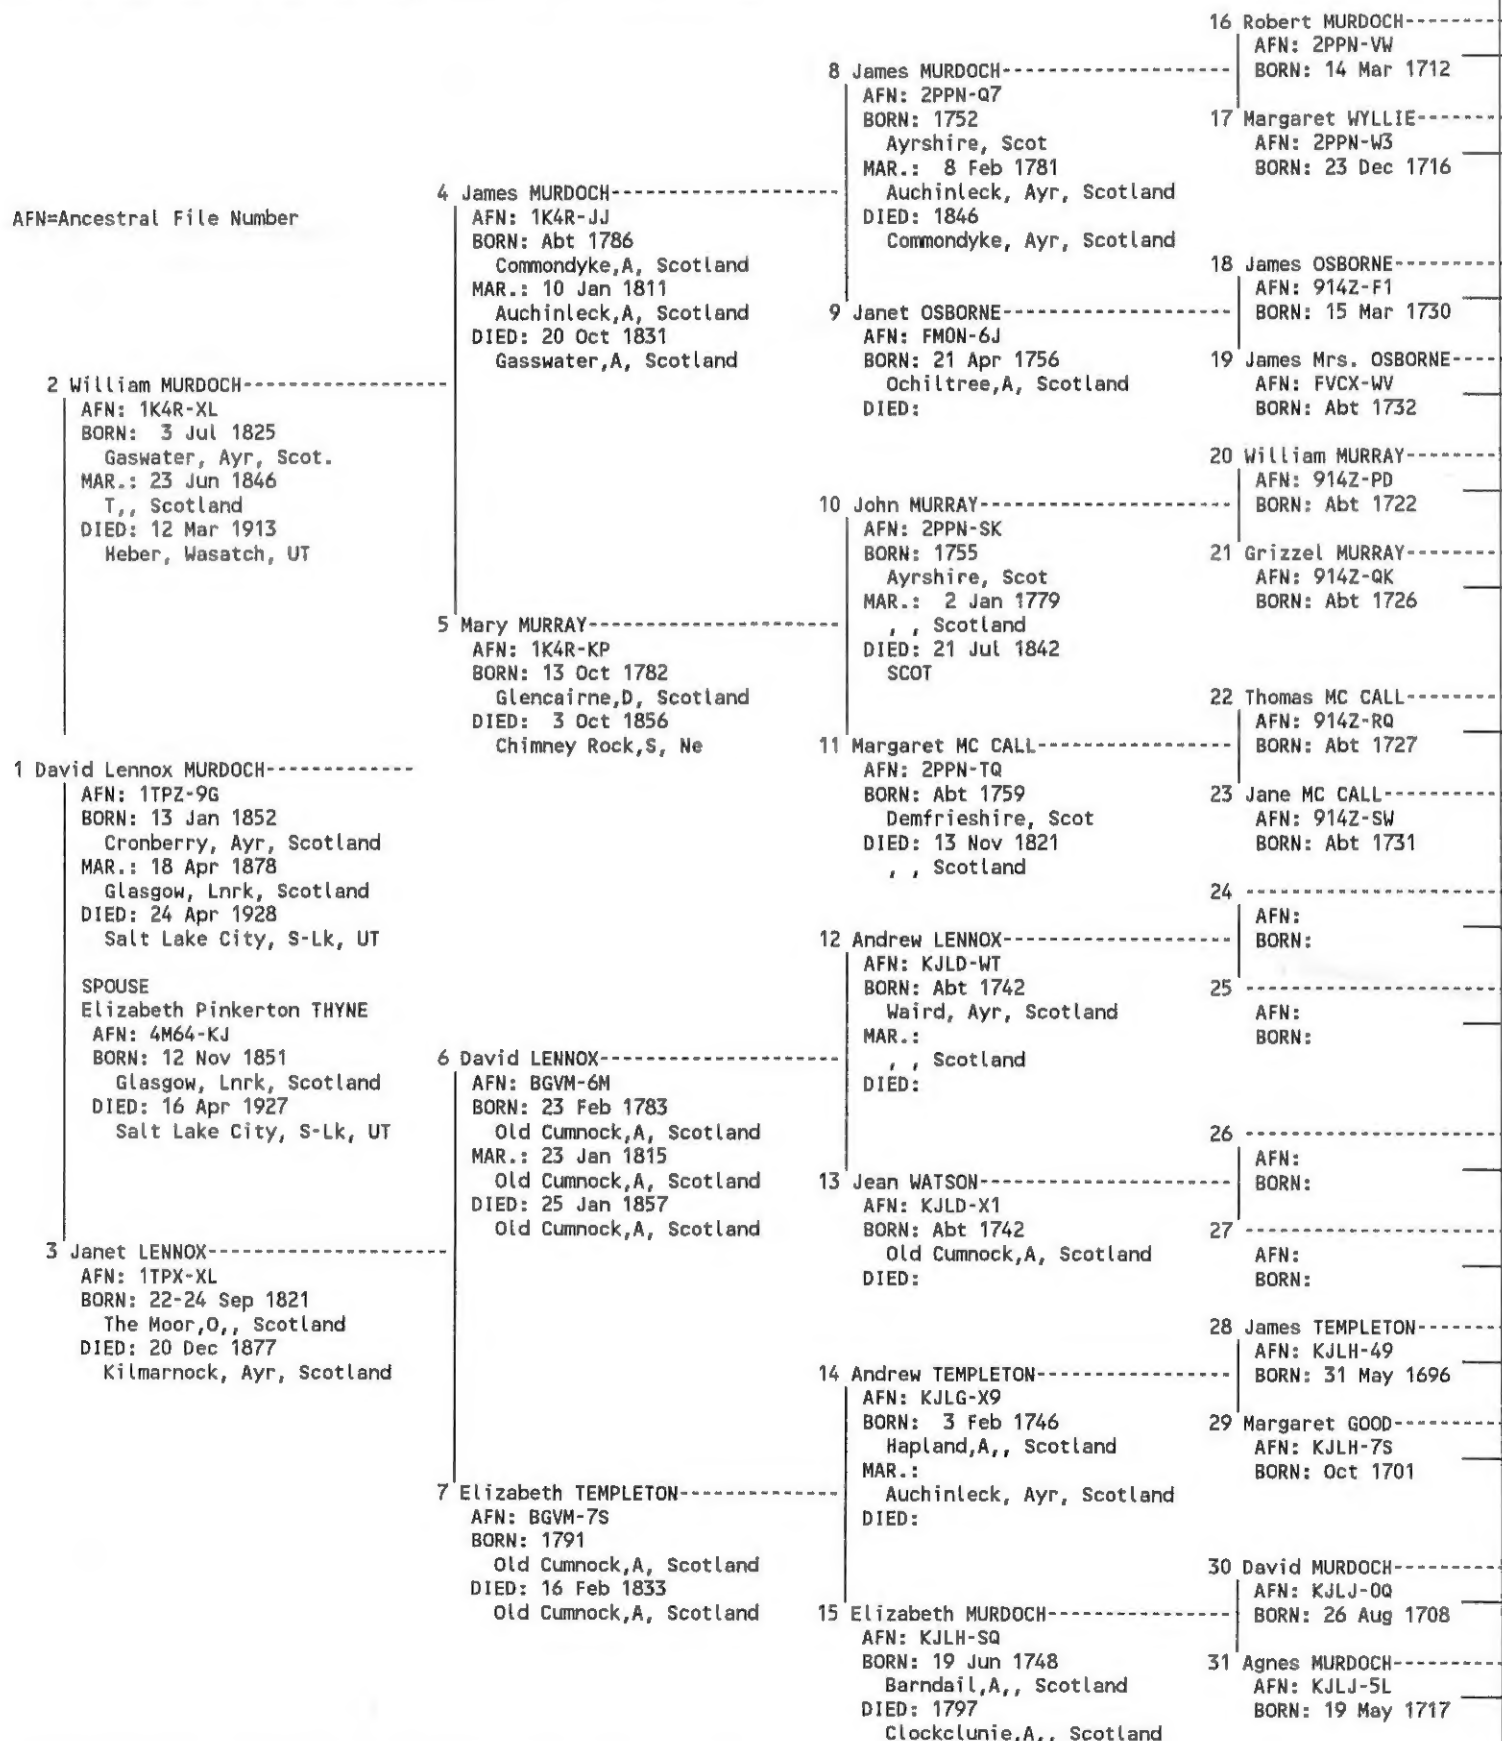 AFN=Ancestral File Number
1 David Lennox MURDOCH-------------
AFN: 1TPZ-9G
BORN: 13 Jan 1852
Cronberry, Ayr, Scotland
MAR.: 18 Apr 1878
Glasgow, Lnrk, Scotland
DIED: 24 Apr 1928
Salt Lake City, S-Lk, UT
SPOUSE
Elizabeth Pinkerton THYNE
AFN: 4M64-KJ
BORN: 12 Nov 1851
Glasgow, Lnrk, Scotland
DIED: 16 Apr 1927
Salt Lake City, S-Lk, UT
2 William MURDOCH------------------
AFN: 1K4R-XL
BORN: 3 Jul 1825
Gaswater, Ayr, Scot.
MAR.: 23 Jun 1846
T,, Scotland
DIED: 12 Mar 1913
Heber, Wasatch, UT
3 Janet LENNOX---------------------
AFN: 1TPX-XL
BORN: 22-24 Sep 1821
The Moor,O,, Scotland
DIED: 20 Dec 1877
Kilmarnock, Ayr, Scotland
4 James MURDOCH--------------------
AFN: 1K4R-JJ
BORN: Abt 1786
Commondyke,A, Scotland
MAR.: 10 Jan 1811
Auchinleck,A, Scotland
DIED: 20 Oct 1831
Gasswater,A, Scotland
5 Mary MURRAY----------------------
AFN: 1K4R-KP
BORN: 13 Oct 1782
Glencairne,D, Scotland
DIED: 3 Oct 1856
Chimney Rock,S, Ne
6 David LENNOX---------------------
AFN: BGVM-6M
BORN: 23 Feb 1783
Old Cumnock,A, Scotland
MAR.: 23 Jan 1815
Old Cumnock,A, Scotland
DIED: 25 Jan 1857
Old Cumnock,A, Scotland
7 Elizabeth TEMPLETON--------------
AFN: BGVM-7S
BORN: 1791
Old Cumnock,A, Scotland
DIED: 16 Feb 1833
Old Cumnock,A, Scotland
8 James MURDOCH--------------------
AFN: 2PPN-Q7
BORN: 1752
Ayrshire, Scot
MAR.: 8 Feb 1781
Auchinleck, Ayr, Scotland
DIED: 1846
Commondyke, Ayr, Scotland
9 Janet OSBORNE--------------------
AFN: FMON-6J
BORN: 21 Apr 1756
Ochiltree,A, Scotland
DIED:
10 John MURRAY----------------------
AFN: 2PPN-SK
BORN: 1755
Ayrshire, Scot
MAR.: 2 Jan 1779
, , Scotland
DIED: 21 Jul 1842
SCOT
11 Margaret MC CALL-----------------
AFN: 2PPN-TQ
BORN: Abt 1759
Demfrieshire, Scot
DIED: 13 Nov 1821
, , Scotland
12 Andrew LENNOX--------------------
AFN: KJLD-WT
BORN: Abt 1742
Waird, Ayr, Scotland
MAR.:
, , Scotland
DIED:
13 Jean WATSON----------------------
AFN: KJLD-X1
BORN: Abt 1742
Old Cumnock,A, Scotland
DIED:
14 Andrew TEMPLETON-----------------
AFN: KJLG-X9
BORN: 3 Feb 1746
Hapland,A,, Scotland
MAR.:
Auchinleck, Ayr, Scotland
DIED:
15 Elizabeth MURDOCH----------------
AFN: KJLH-SQ
BORN: 19 Jun 1748
Barndail,A,, Scotland
DIED: 1797
Clockclunie,A,, Scotland
16 Robert MURDOCH--------
AFN: 2PPN-VW
BORN: 14 Mar 1712
17 Margaret WYLLIE-------
AFN: 2PPN-W3
BORN: 23 Dec 1716
18 James OSBORNE---------
AFN: 914Z-F1
BORN: 15 Mar 1730
19 James Mrs. OSBORNE----
AFN: FVCX-WV
BORN: Abt 1732
20 William MURRAY--------
AFN: 914Z-PD
BORN: Abt 1722
21 Grizzel MURRAY--------
AFN: 914Z-QK
BORN: Abt 1726
22 Thomas MC CALL--------
AFN: 914Z-RQ
BORN: Abt 1727
23 Jane MC CALL----------
AFN: 914Z-SW
BORN: Abt 1731
24 ----------------------
AFN:
BORN:
25 ----------------------
AFN:
BORN:
26 ----------------------
AFN:
BORN:
27 ----------------------
AFN:
BORN:
28 James TEMPLETON-------
AFN: KJLH-49
BORN: 31 May 1696
29 Margaret GOOD---------
AFN: KJLH-7S
BORN: Oct 1701
30 David MURDOCH---------
AFN: KJLJ-0Q
BORN: 26 Aug 1708
31 Agnes MURDOCH---------
AFN: KJLJ-5L
BORN: 19 May 1717